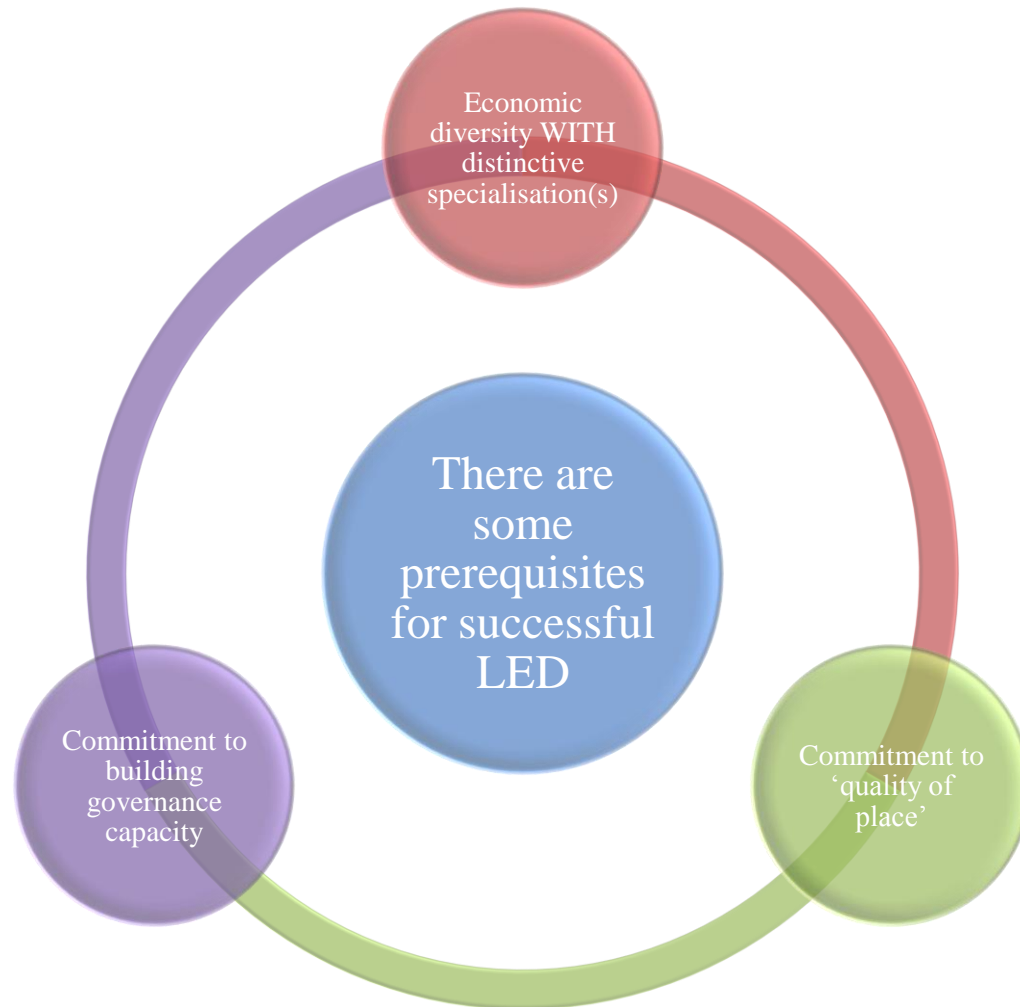 Economic
diversity WITH
distinctive
specialisation(s)
There are
some
prerequisites
for successful
LED
Commitment to
building
governance
capacity
Commitment to
‘quality of
place’